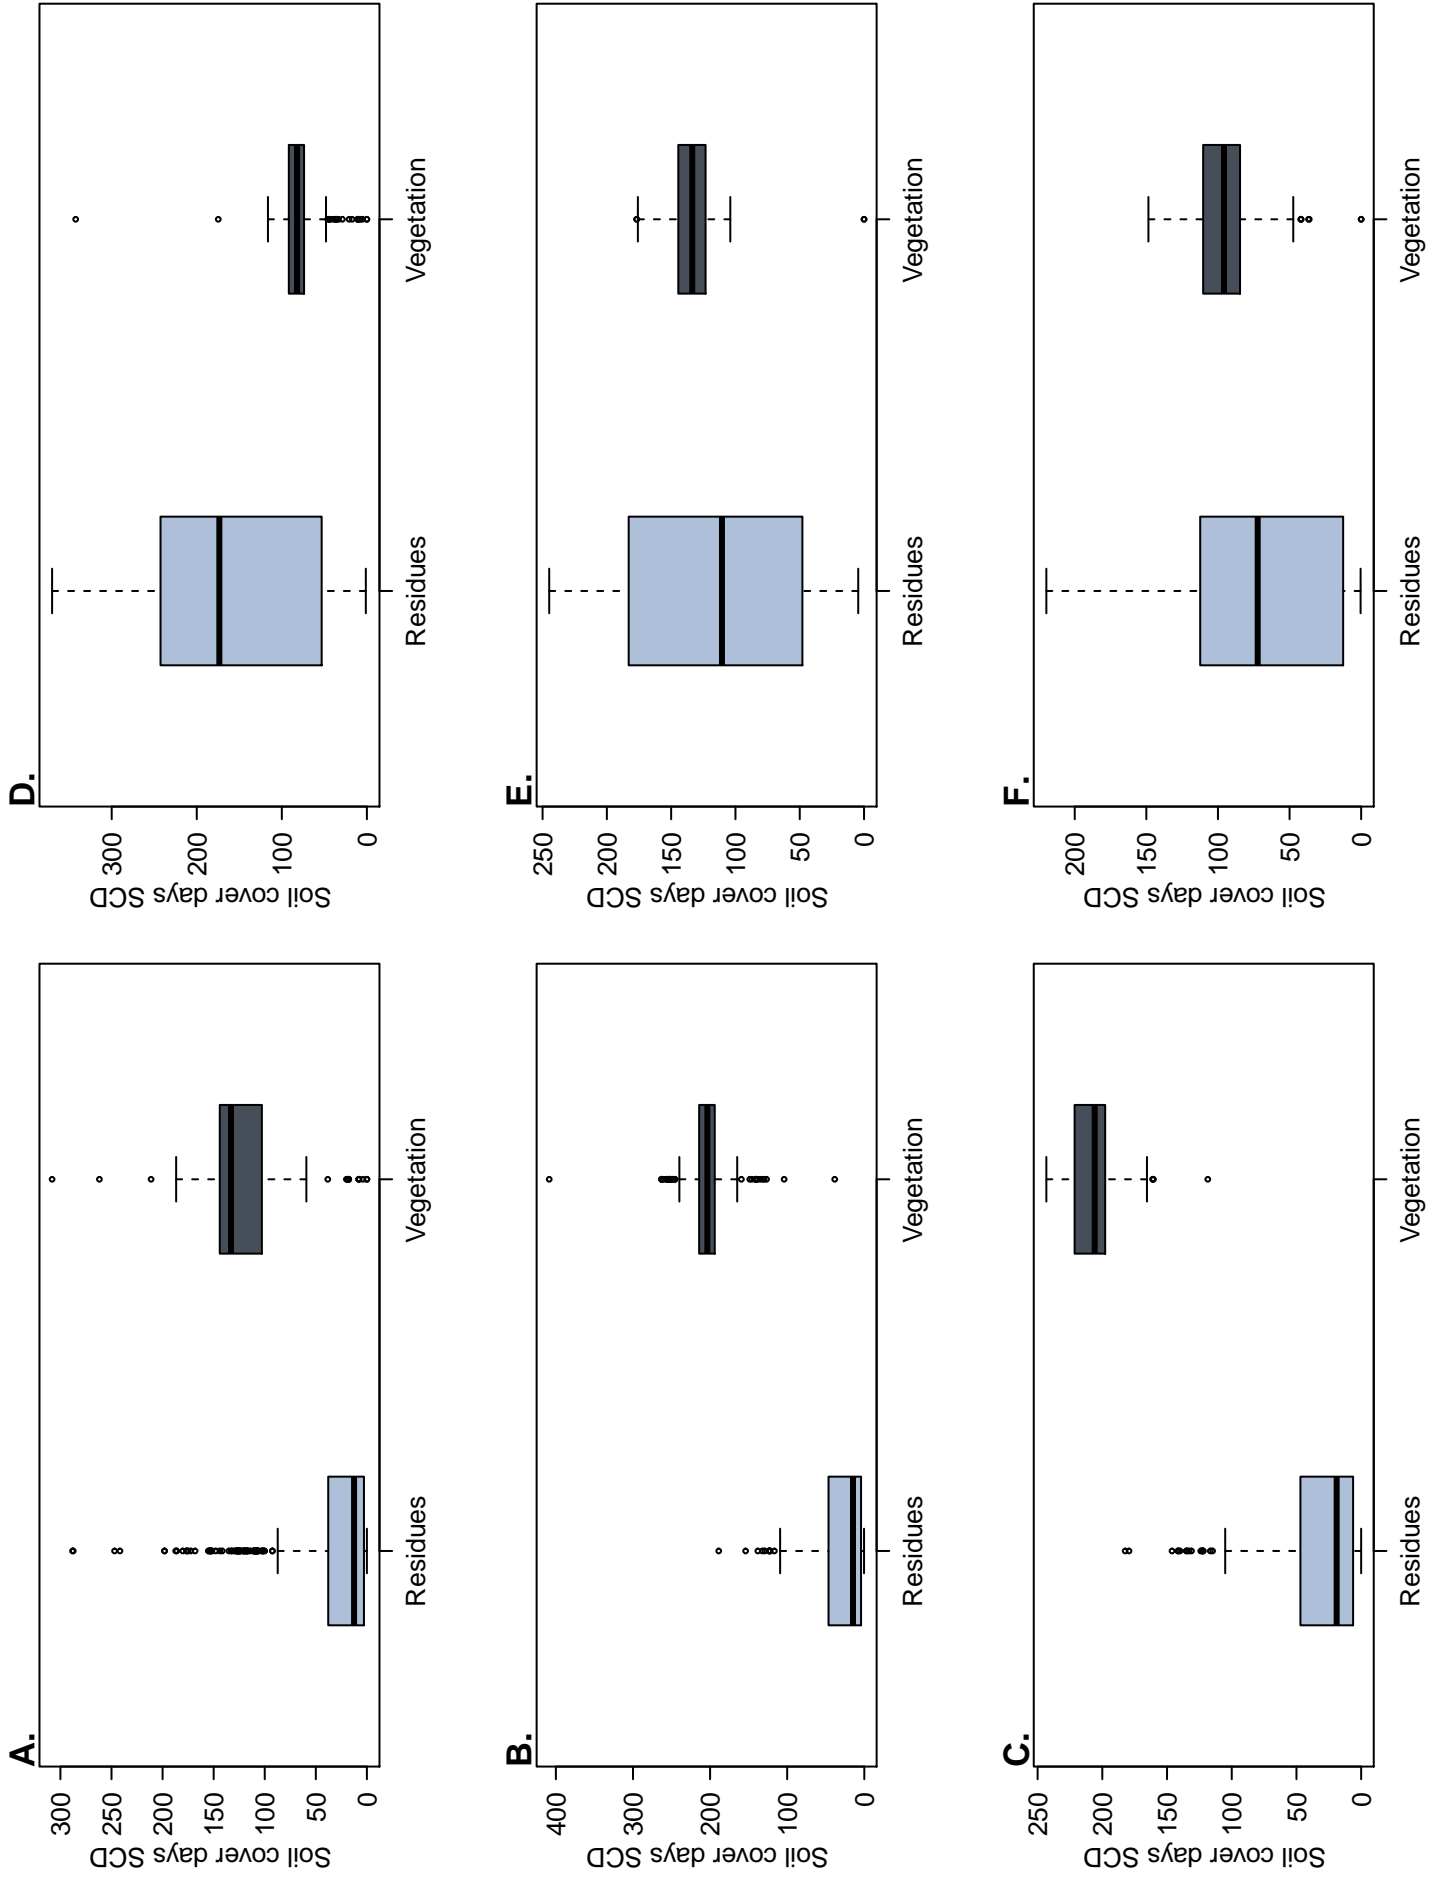 A.
Soil cover days SCD
0 50 100 150 200 250 300
Residues Vegetation
B.
Soil cover days SCD
0 100 200 300 400
Residues Vegetation
C.
Soil cover days SCD
0 50 100 150 200 250
Residues Vegetation
D.
Soil cover days SCD
0 100 200 300
Residues Vegetation
E.
Soil cover days SCD
0 50 100 150 200 250
Residues Vegetation
F.
Soil cover days SCD
0 50 100 150 200
Residues Vegetation